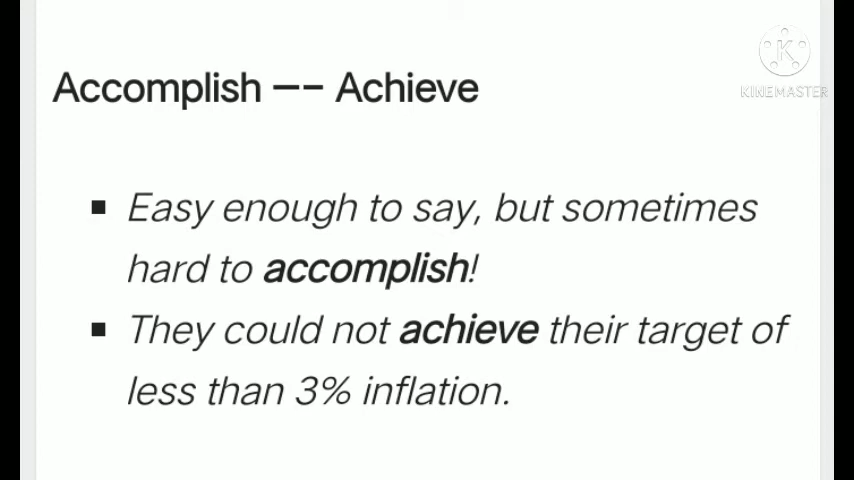 Accomplish –– Achieve
KINEMASTER
▪ Easy enough to say, but sometimes
hard to accomplish!
▪ They could not achieve their target of
less than 3% inflation.